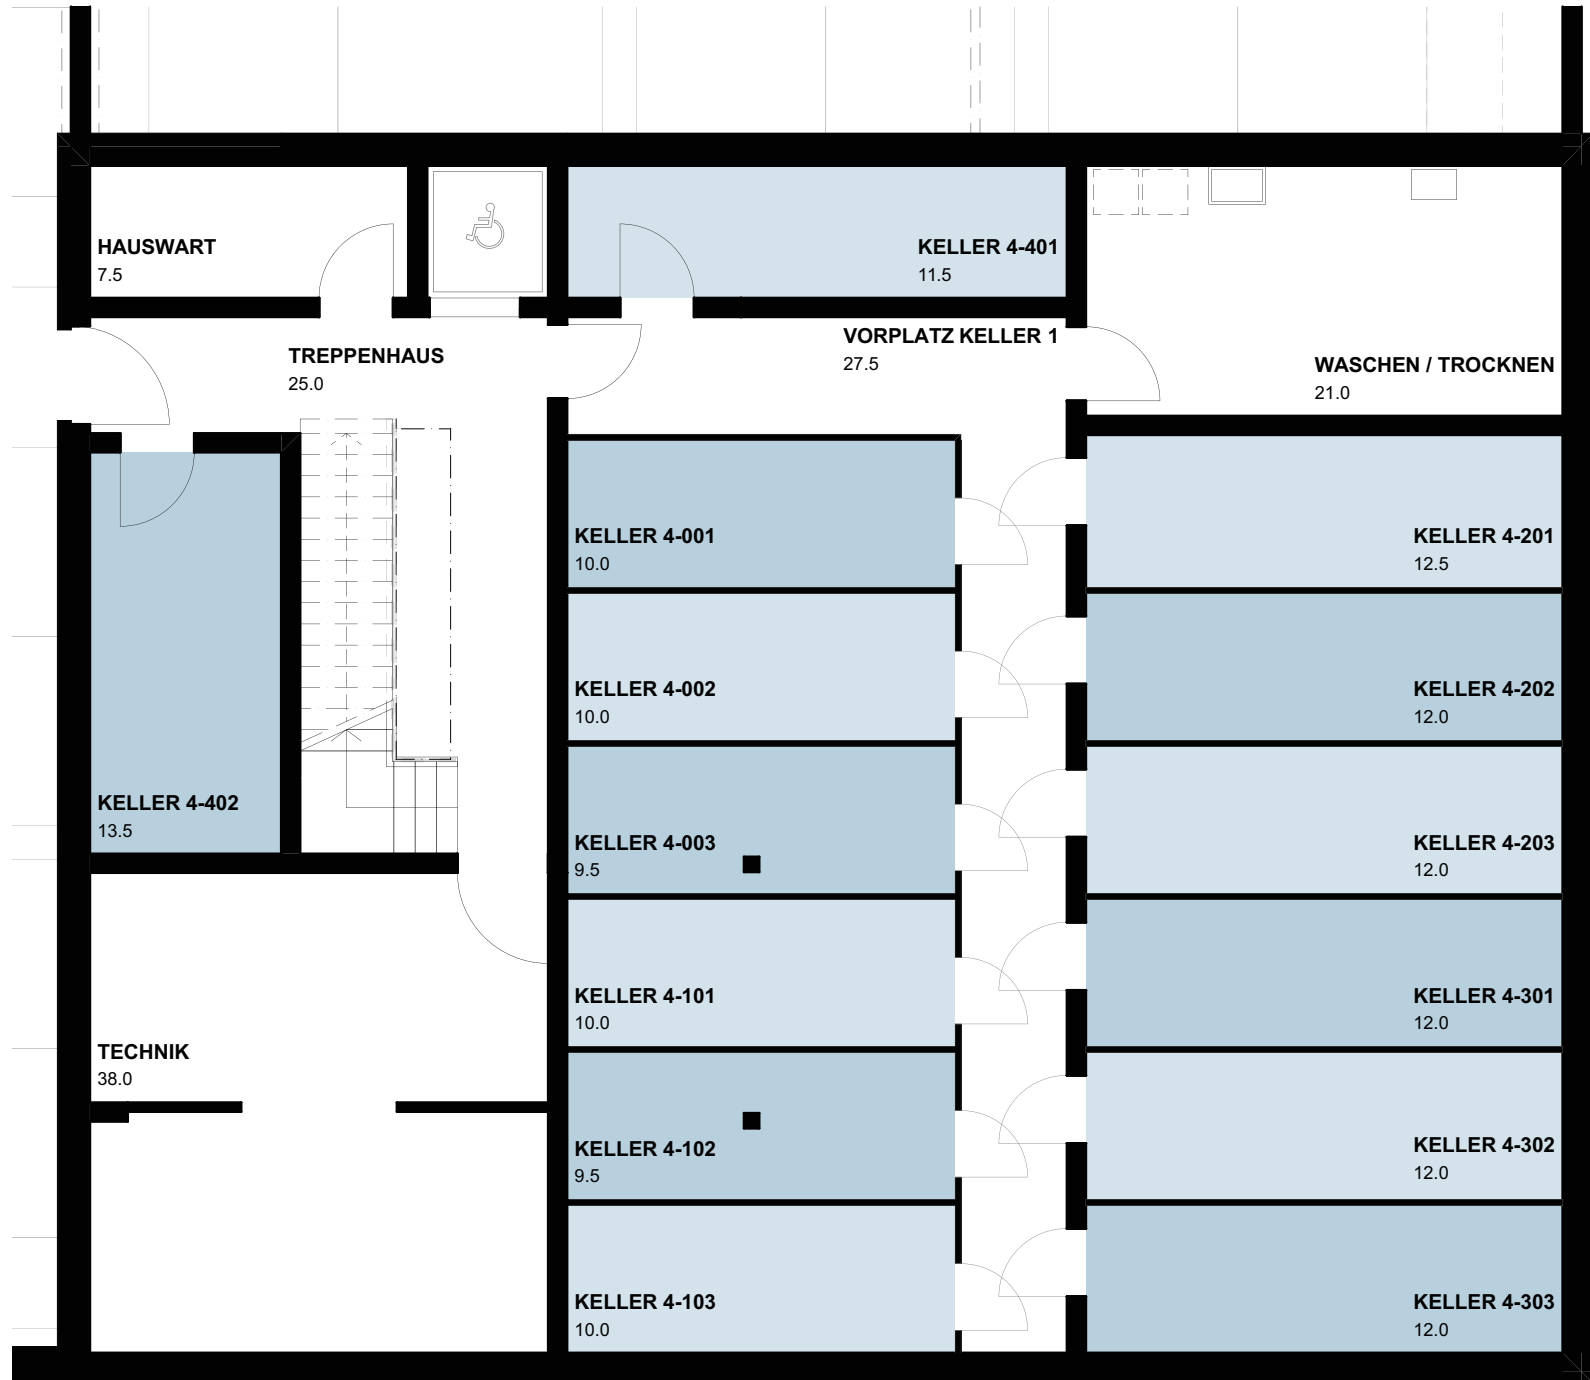 HAUSWART
7.5
KELLER 4-401
11.5
TREPPENHAUS
25.0
VORPLATZ KELLER 1
27.5
WASCHEN / TROCKNEN
21.0
KELLER 4-001
10.0
KELLER 4-201
12.5
KELLER 4-002
10.0
KELLER 4-202
12.0
KELLER 4-402
13.5
KELLER 4-003
9.5
KELLER 4-203
12.0
KELLER 4-101
10.0
KELLER 4-301
12.0
TECHNIK
38.0
KELLER 4-102
9.5
KELLER 4-302
12.0
KELLER 4-103
10.0
KELLER 4-303
12.0